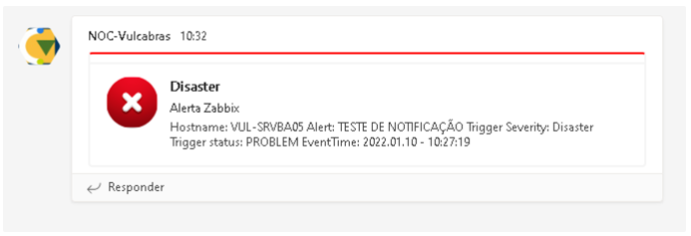 NOC-Vulcabras 10:32
Disaster
Alerta Zabbix
Hostname: VUL-SRVBA05 Alert: TESTE DE NOTIFICAÇÃO Trigger Severity: Disaster
Trigger status: PROBLEM EventTime: 2022.01.10 - 10:27:19
Responder